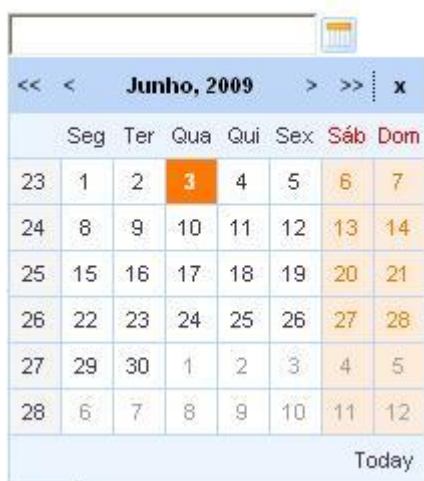 << < Junho, 2009 > >> x
Seg Ter Qua Qui Sex Sáb Dom
23 1 2 3 4 5 6 7
24 8 9 10 11 12 13 14
25 15 16 17 18 19 20 21
26 22 23 24 25 26 27 28
27 29 30 1 2 3 4 5
28 6 7 8 9 10 11 12
Today